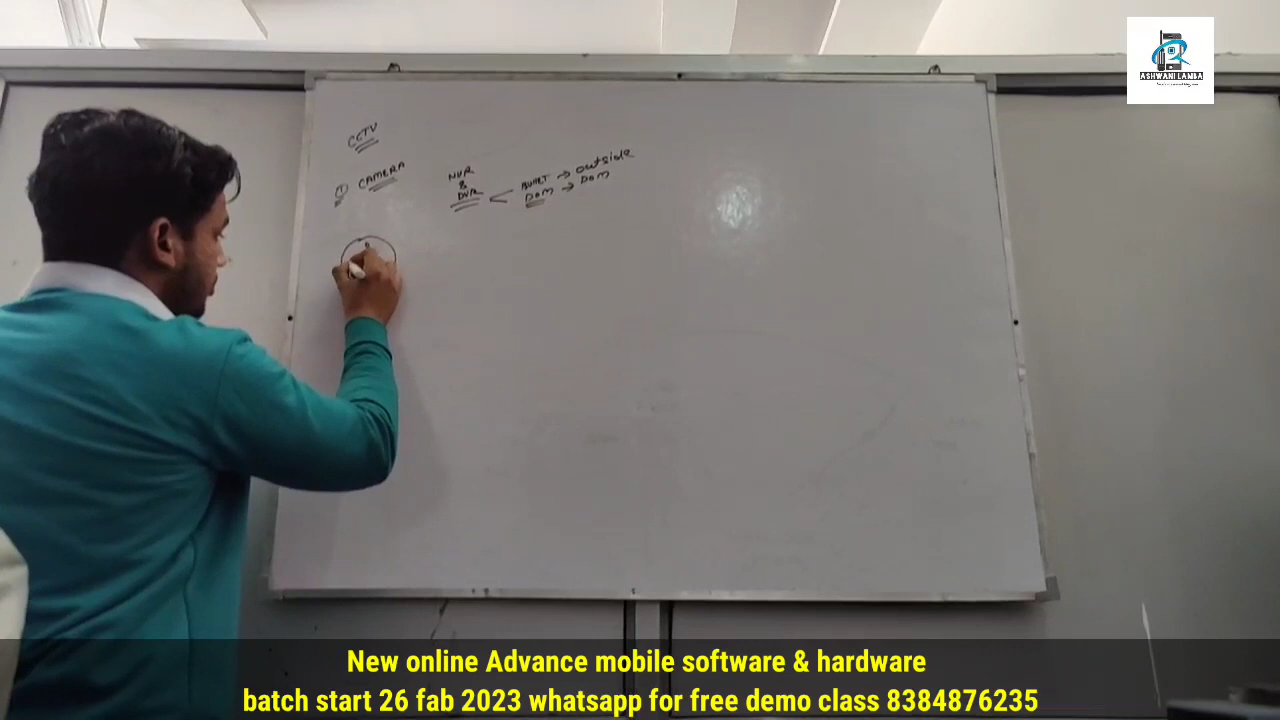 ASHWANI LAMBA
CCTV
① CAMERA
NVR
&
DVR
BULLET → outside
DOM → DOM
New online Advance mobile software & hardware
batch start 26 fab 2023 whatsapp for free demo class 8384876235